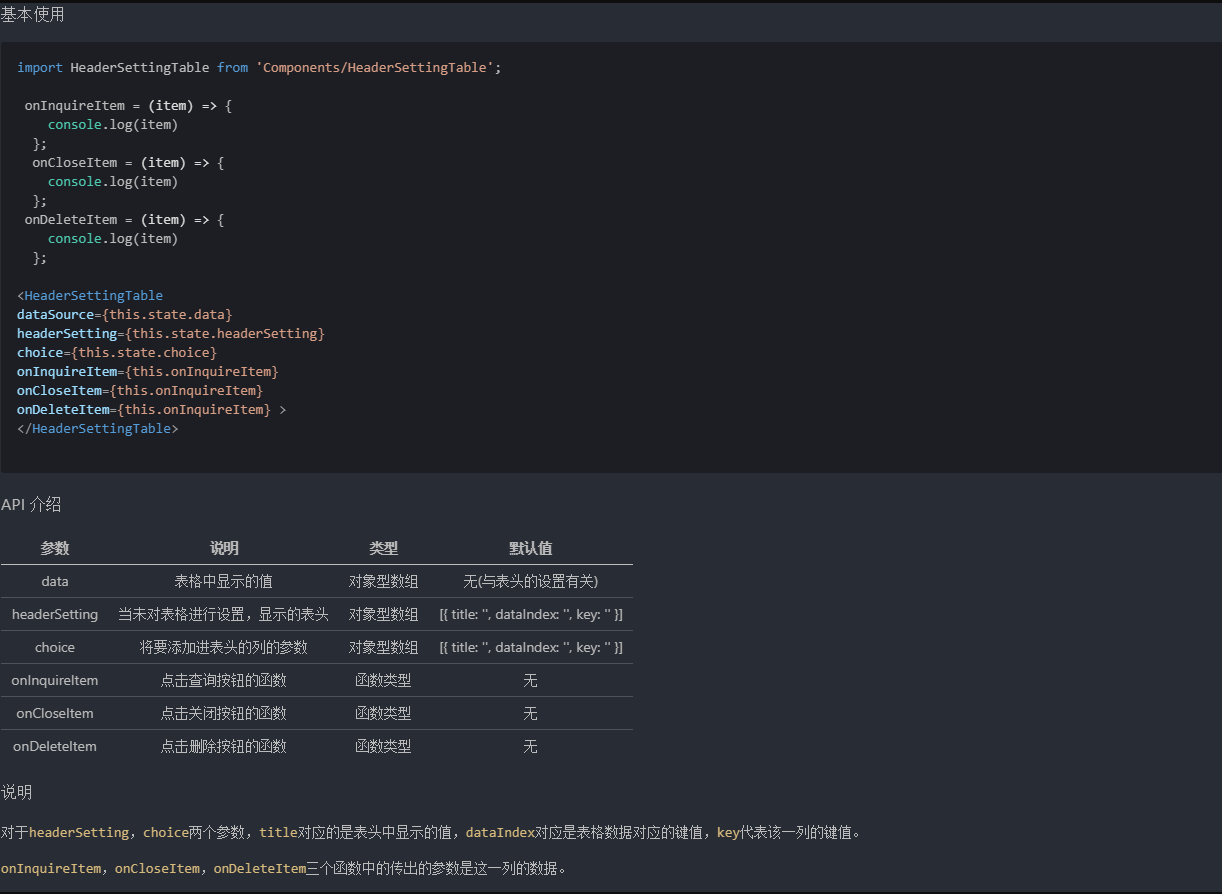 基本使用
import HeaderSettingTable from 'Components/HeaderSettingTable';
onInquireItem = (item) => {
console.log(item)
};
onCloseItem = (item) => {
console.log(item)
};
onDeleteItem = (item) => {
console.log(item)
};
<HeaderSettingTable
dataSource={this.state.data}
headerSetting={this.state.headerSetting}
choice={this.state.choice}
onInquireItem={this.onInquireItem}
onCloseItem={this.onInquireItem}
onDeleteItem={this.onInquireItem} >
</HeaderSettingTable>
API 介绍
参数 说明 类型 默认值
data 表格中显示的值 对象型数组 无(与表头的设置有关)
headerSetting 当未对表格进行设置，显示的表头 对象型数组 [{ title: '', dataIndex: '', key: '' }]
choice 将要添加进表头的列的参数 对象型数组 [{ title: '', dataIndex: '', key: '' }]
onInquireItem 点击查询按钮的函数 函数类型 无
onCloseItem 点击关闭按钮的函数 函数类型 无
onDeleteItem 点击删除按钮的函数 函数类型 无
说明
对于headerSetting，choice两个参数，title对应的是表头中显示的值，dataIndex对应是表格数据对应的键值，key代表该一列的键值。
onInquireItem，onCloseItem，onDeleteItem三个函数中的传出的参数是这一列的数据。